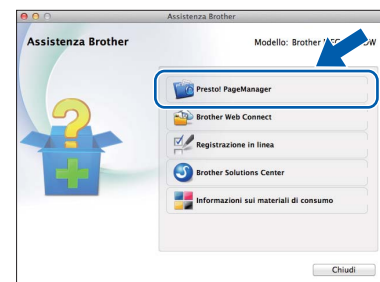 Assistenza Brother
Assistenza Brother
Modello: Brother
Presto! PageManager
Brother Web Connect
Registrazione in linea
Brother Solutions Center
Informazioni sui materiali di consumo
Chiudi